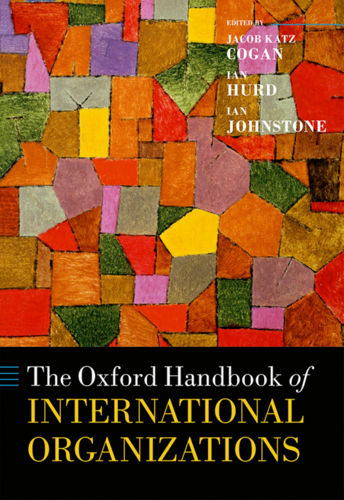 EDITED BY
JACOB KATZ
COGAN
IAN
HURD
IAN
JOHNSTONE
The Oxford Handbook of
INTERNATIONAL
ORGANIZATIONS